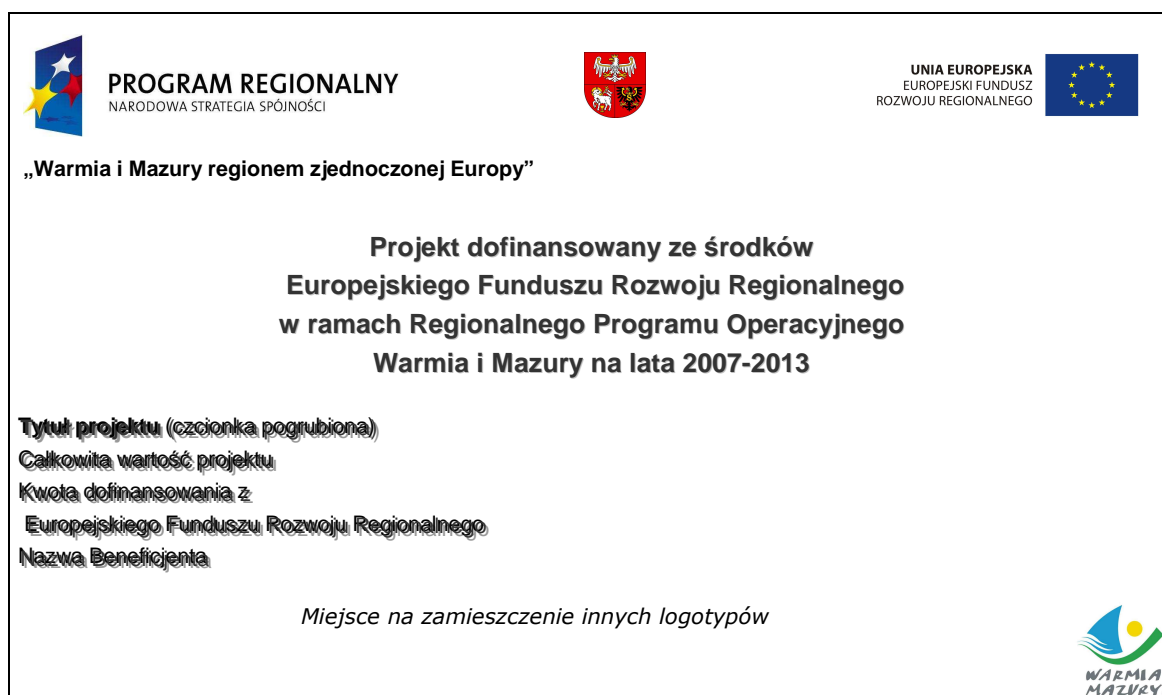 PROGRAM REGIONALNY
NARODOWA STRATEGIA SPÓJNOŚCI
UNIA EUROPEJSKA
EUROPEJSKI FUNDUSZ
ROZWOJU REGIONALNEGO
„Warmia i Mazury regionem zjednoczonej Europy”
Projekt dofinansowany ze środków
Europejskiego Funduszu Rozwoju Regionalnego
w ramach Regionalnego Programu Operacyjnego
Warmia i Mazury na lata 2007-2013
Tytuł projektu (czcionka pogrubiona)
Całkowita wartość projektu
Kwota dofinansowania z
Europejskiego Funduszu Rozwoju Regionalnego
Nazwa Beneficjenta
Miejsce na zamieszczenie innych logotypów
WARMIA
MAZURY